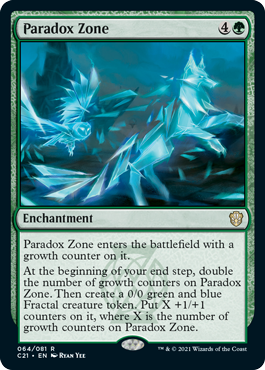 Paradox Zone 4
Enchantment
Paradox Zone enters the battlefield with a
growth counter on it.
At the beginning of your end step, double
the number of growth counters on Paradox
Zone. Then create a 0/0 green and blue
Fractal creature token. Put X +1/+1
counters on it, where X is the number of
growth counters on Paradox Zone.
064/081 R
C21 • EN Ryan Yee
™ & © 2021 Wizards of the Coast